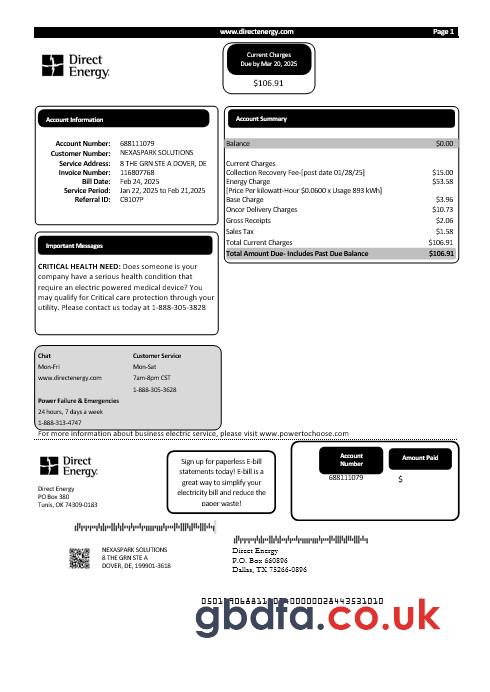 www.directenergy.com Page 1
Direct
Energy.
Current Charges
Due by Mar 20, 2025
$106.91
Account Information
Account Number: 688111079
Customer Number: NEXASPARK SOLUTIONS
Service Address: 8 THE GRN STE A DOVER, DE
Invoice Number: 116807768
Bill Date: Feb 24, 2025
Service Period: Jan 22, 2025 to Feb 21,2025
Referral ID: CB107P
Account Summary
Balance $0.00
Current Charges
Collection Recovery Fee-[post date 01/28/25] $15.00
Energy Charge $53.58
[Price Per kilowatt-Hour $0.0600 x Usage 893 kWh]
Base Charge $3.96
Oncor Delivery Charges $10.73
Gross Receipts $2.06
Sales Tax $1.58
Total Current Charges $106.91
Total Amount Due- Includes Past Due Balance $106.91
Important Messages
CRITICAL HEALTH NEED: Does someone is your
company have a serious health condition that
require an electric powered medical device? You
may qualify for Critical care protection through your
utility. Please contact us today at 1-888-305-3828
Chat Customer Service
Mon-Fri Mon-Sat
www.directenergy.com 7am-8pm CST
1-888-305-3628
Power Failure & Emergencies
24 hours, 7 days a week
1-888-313-4747
For more information about business electric service, please visit www.powertochoose.com
Direct
Energy.
Direct Energy
PO Box 380
Tunis, OK 74309-0183
Sign up for paperless E-bill
statements today! E-bill is a
great way to simplify your
electricity bill and reduce the
paper waste!
Account
Number
688111079
Amount Paid
$
NEXASPARK SOLUTIONS
8 THE GRN STE A
DOVER, DE, 199901-3618
Direct Energy
P.O. Box 660896
Dallas, TX 75266-0896
gbdfa.co.uk